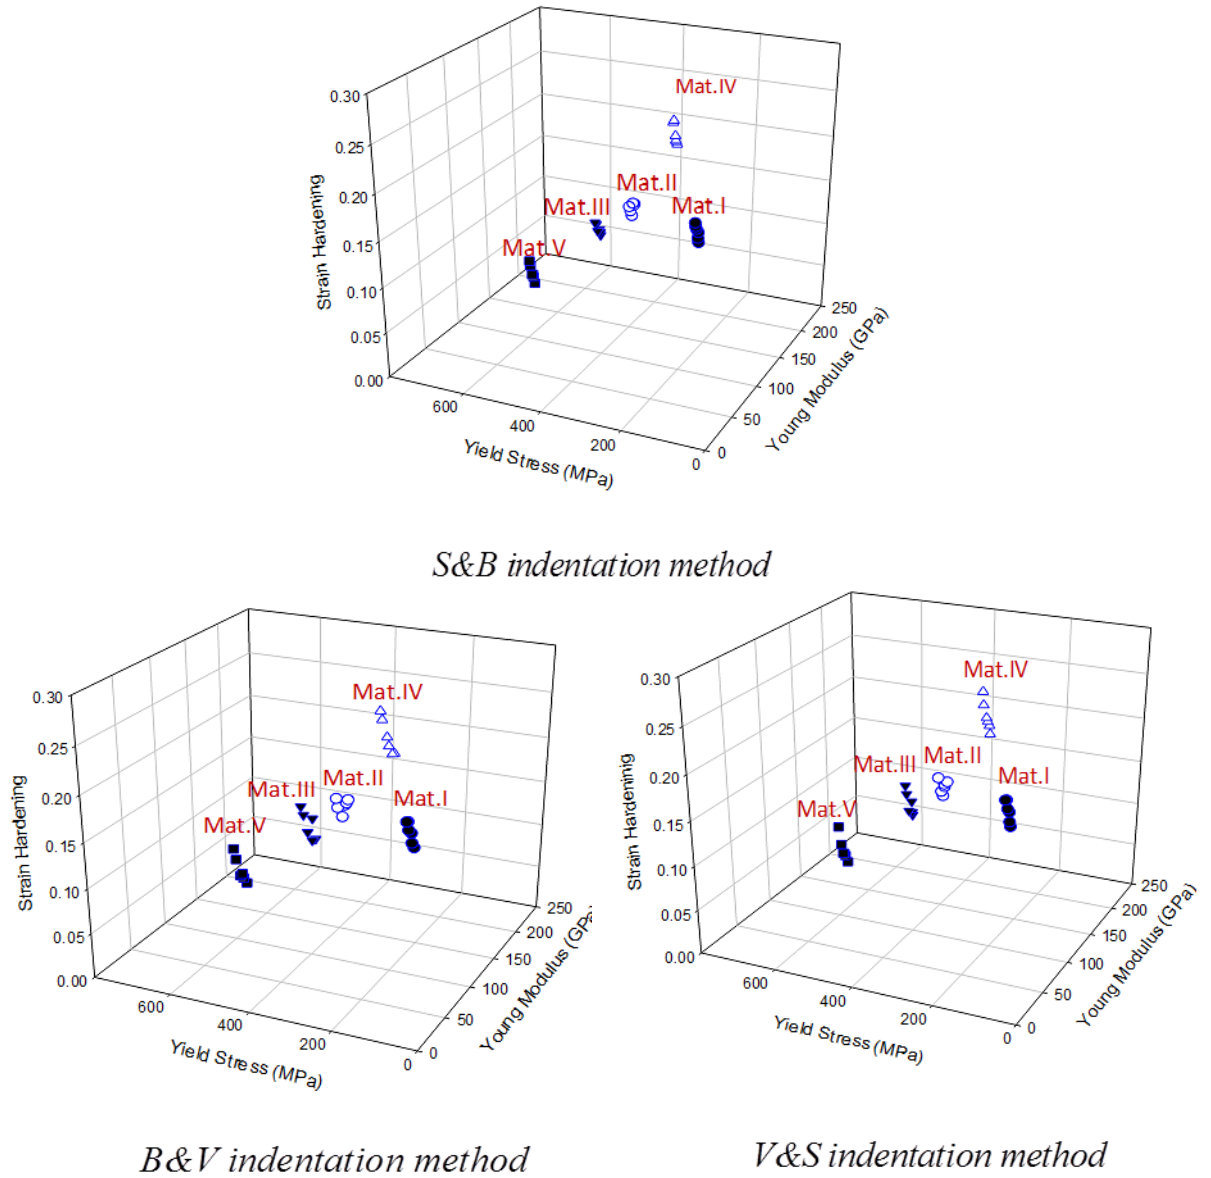 Mat.IV
0.30
0.25
Mat.II
0.20
Mat.III
Mat.I
0.15
Mat.V
0.10
0.05
0.00
Strain Hardening
600
400
200
0
Yield Stress (MPa)
250
200
150
100
50
0
Young Modulus (GPa)
S&B indentation method
Mat.IV
0.30
0.25
Mat.II
0.20
Mat.III
Mat.I
0.15
Mat.V
0.10
0.05
0.00
Strain Hardening
600
400
200
0
Yield Stress (MPa)
250
200
150
100
50
0
Young Modulus (GPa
B&V indentation method
Mat.IV
0.30
0.25
Mat.II
0.20
Mat.III
Mat.I
0.15
Mat.V
0.10
0.05
0.00
Strain Hardeninig
600
400
200
0
Yield Stress (MPa)
250
200
150
100
50
0
Young Modulus (GPa)
V&S indentation method